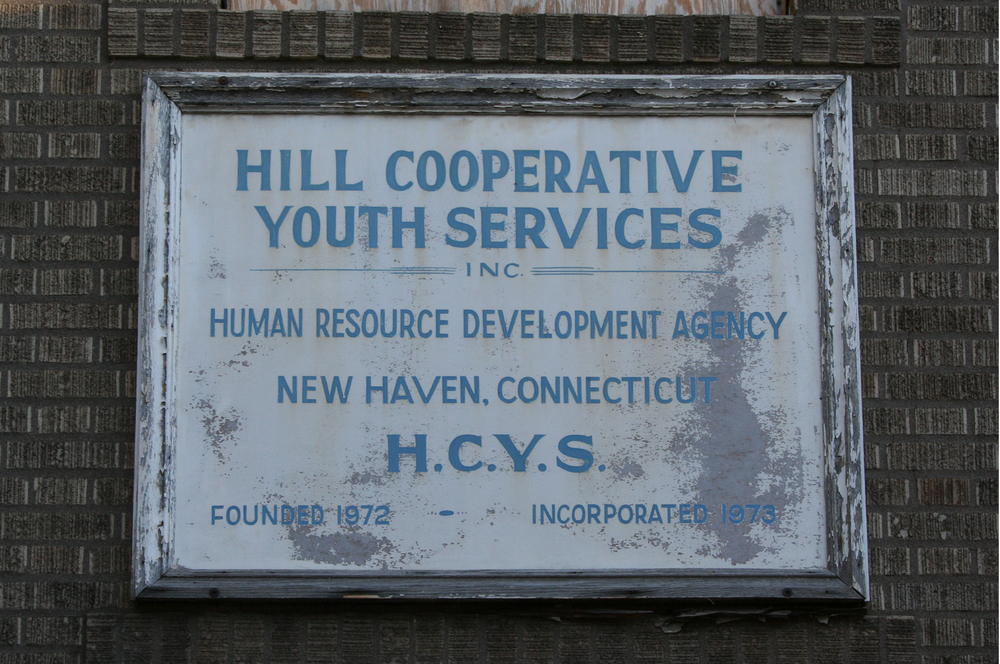 HILL COOPERATIVE
YOUTH SERVICES
INC.
HUMAN RESOURCE DEVELOPMENT AGENCY
NEW HAVEN, CONNECTICUT
H.C.Y.S.
FOUNDED 1972 - INCORPORATED 1973